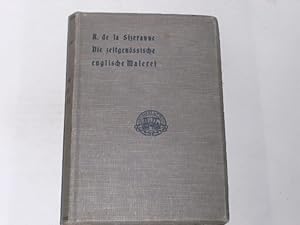 R. de la Sizeranne
Die zeitgenössische
englische Malerei